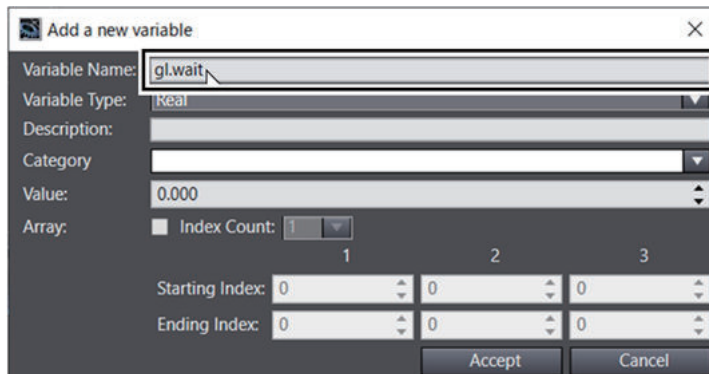 Add a new variable
Variable Name: gl.wait
Variable Type: Real
Description:
Category
Value: 0.000
Array: Index Count: 1
1 2 3
Starting Index: 0 0 0
Ending Index: 0 0 0
Accept Cancel